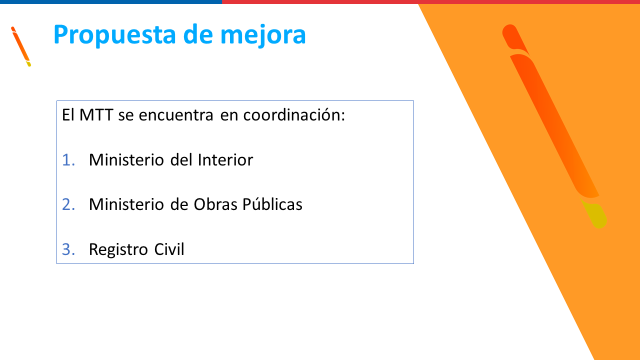 Propuesta de mejora
El MTT se encuentra en coordinación:
1. Ministerio del Interior
2. Ministerio de Obras Públicas
3. Registro Civil